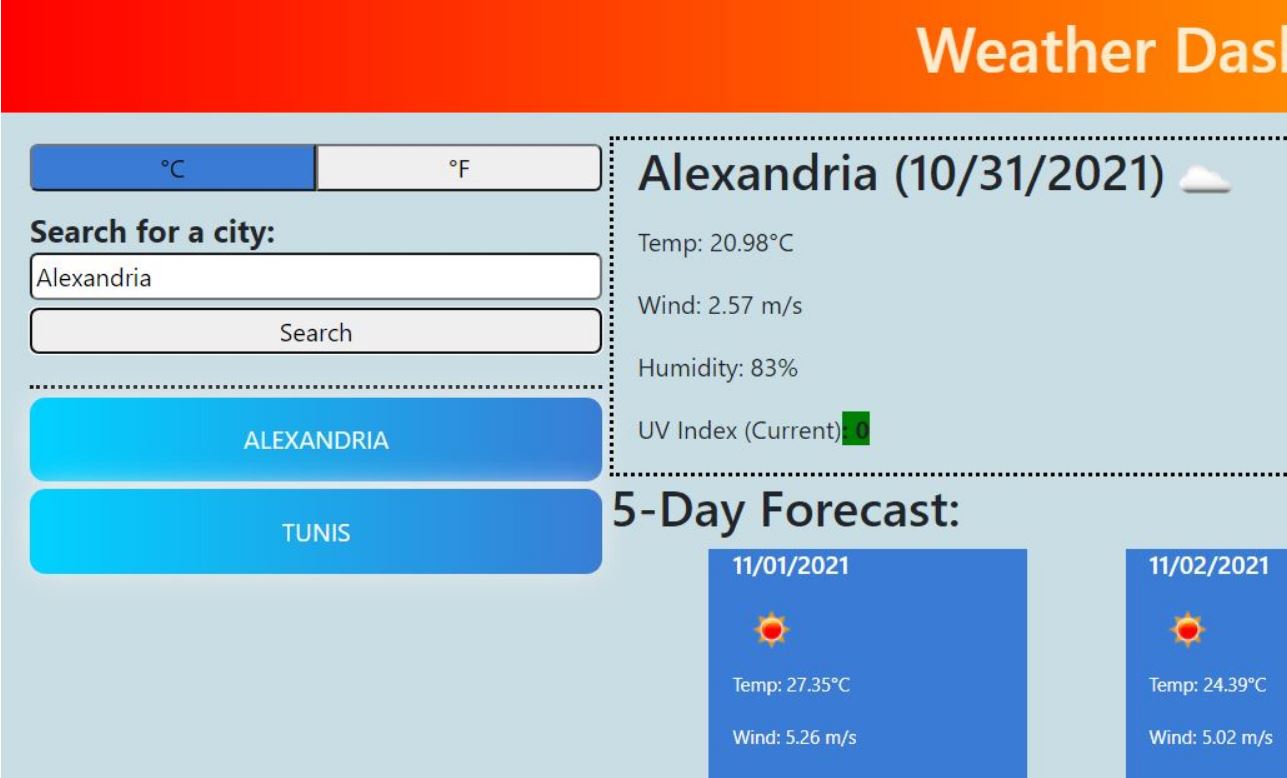 Weather Das
°C °F
Search for a city:
Alexandria
Search
ALEXANDRIA
TUNIS
Alexandria (10/31/2021)
Temp: 20.98°C
Wind: 2.57 m/s
Humidity: 83%
UV Index (Current): 0
5-Day Forecast:
11/01/2021
Temp: 27.35°C
Wind: 5.26 m/s
11/02/2021
Temp: 24.39°C
Wind: 5.02 m/s